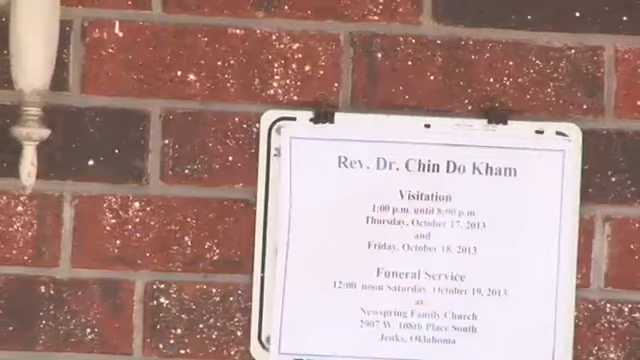 Rev. Dr. Chin Do Kham
Visitation
1:00 p.m. until 8:00 p.m.
Thursday, October 17, 2013
and
Friday, October 18, 2013
Funeral Service
12:00 noon Saturday, October 19, 2013
at
Newspring Family Church
2907 W. 108th Place South
Jenks, Oklahoma